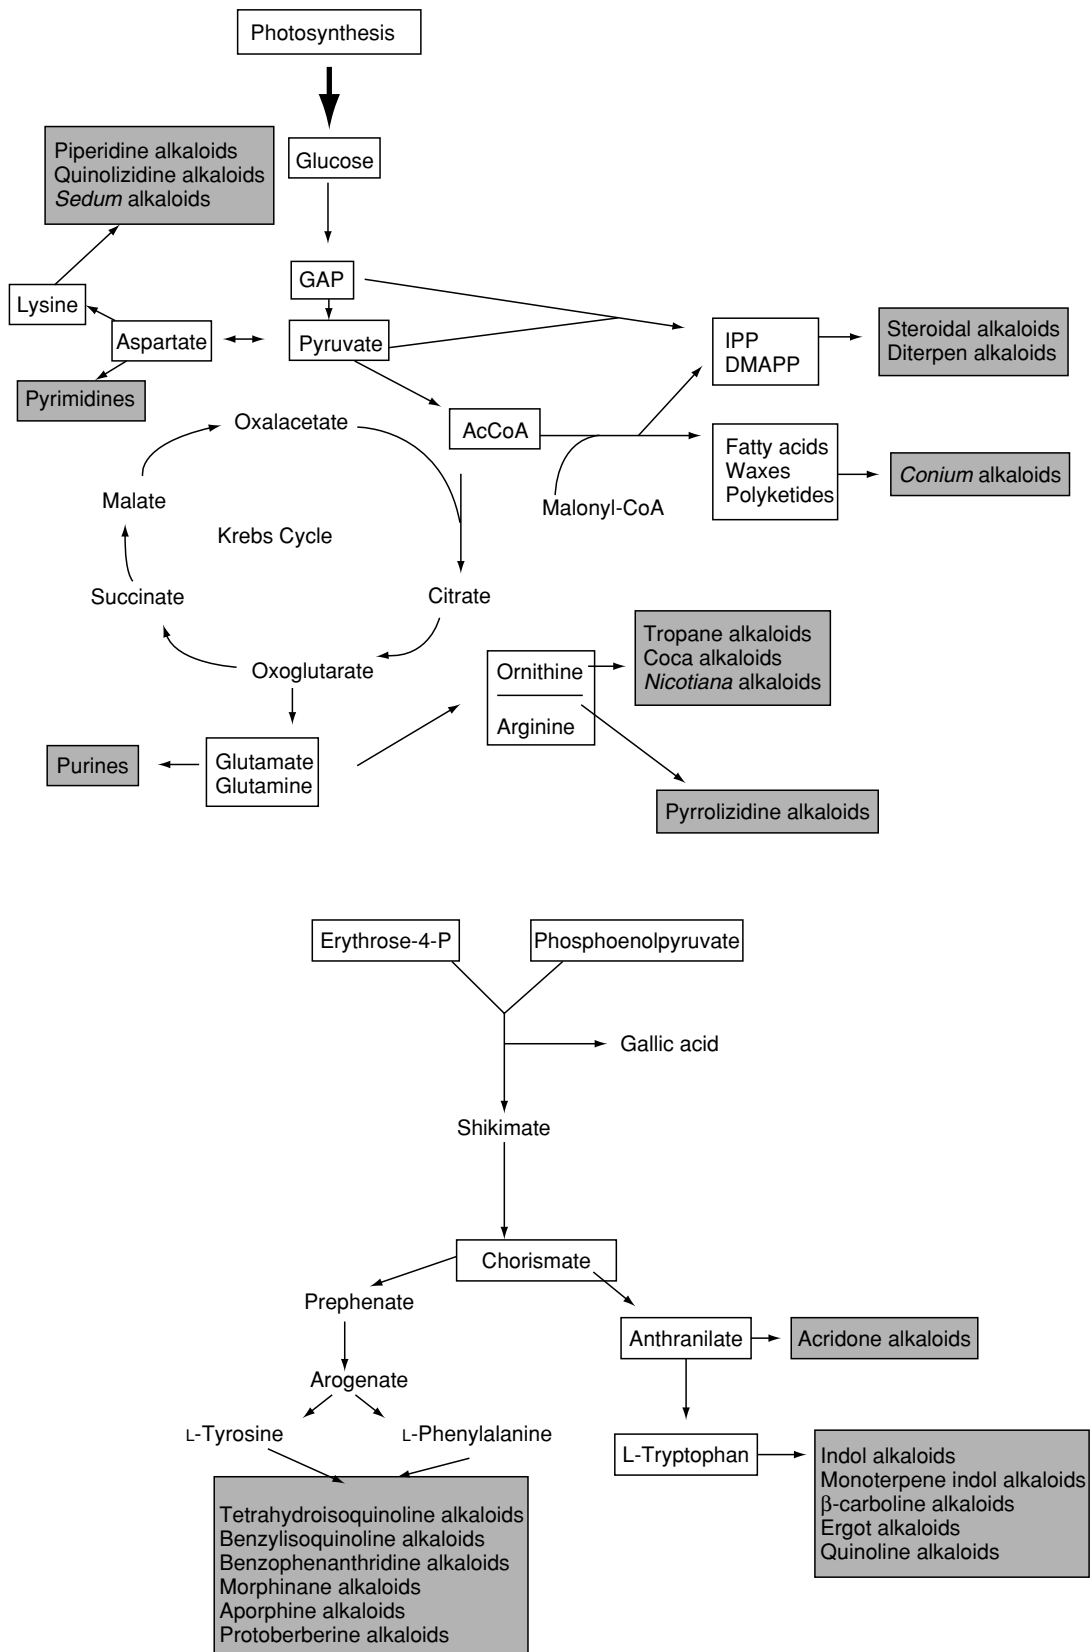 Photosynthesis
Piperidine alkaloids
Quinolizidine alkaloids
Sedum alkaloids
Glucose
GAP
Lysine
Aspartate
Pyruvate
IPP
DMAPP
Steroidal alkaloids
Diterpen alkaloids
Pyrimidines
Oxalacetate
AcCoA
Fatty acids
Waxes
Polyketides
Conium alkaloids
Malate
Malonyl-CoA
Krebs Cycle
Succinate
Citrate
Oxoglutarate
Ornithine
Arginine
Tropane alkaloids
Coca alkaloids
Nicotiana alkaloids
Purines
Glutamate
Glutamine
Pyrrolizidine alkaloids
Erythrose-4-P
Phosphoenolpyruvate
Gallic acid
Shikimate
Chorismate
Prephenate
Anthranilate
Acridone alkaloids
Arogenate
L-Tyrosine
L-Phenylalanine
L-Tryptophan
Indol alkaloids
Monoterpene indol alkaloids
β-carboline alkaloids
Ergot alkaloids
Quinoline alkaloids
Tetrahydroisoquinoline alkaloids
Benzylisoquinoline alkaloids
Benzophenanthridine alkaloids
Morphinane alkaloids
Aporphine alkaloids
Protoberberine alkaloids